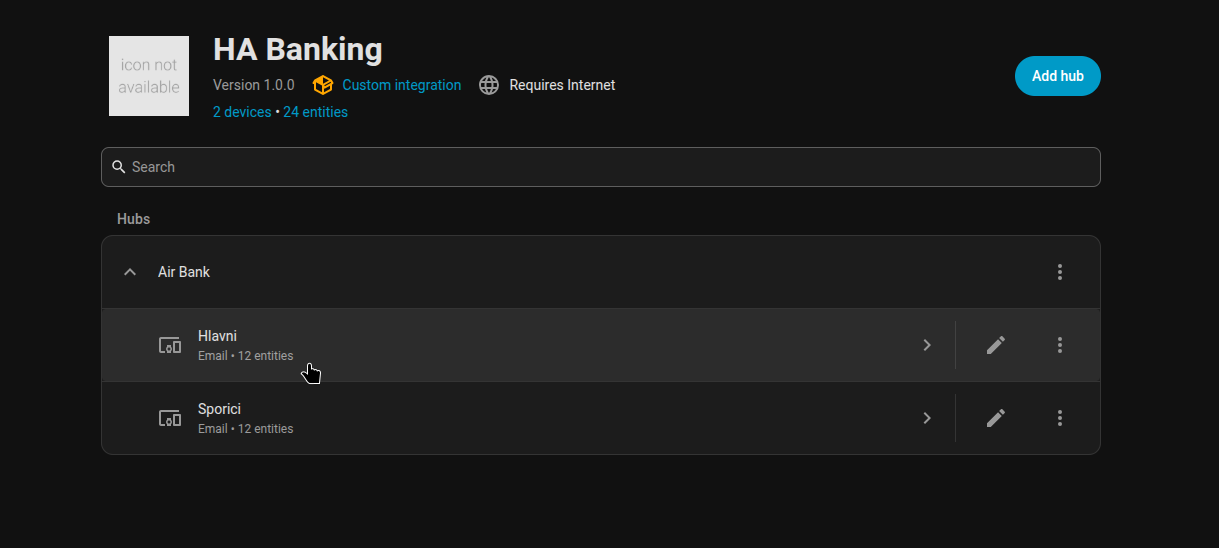 icon not
available
HA Banking
Version 1.0.0 Custom integration Requires Internet
2 devices • 24 entities
Add hub
Search
Hubs
Air Bank
Hlavni
Email • 12 entities
Sporici
Email • 12 entities